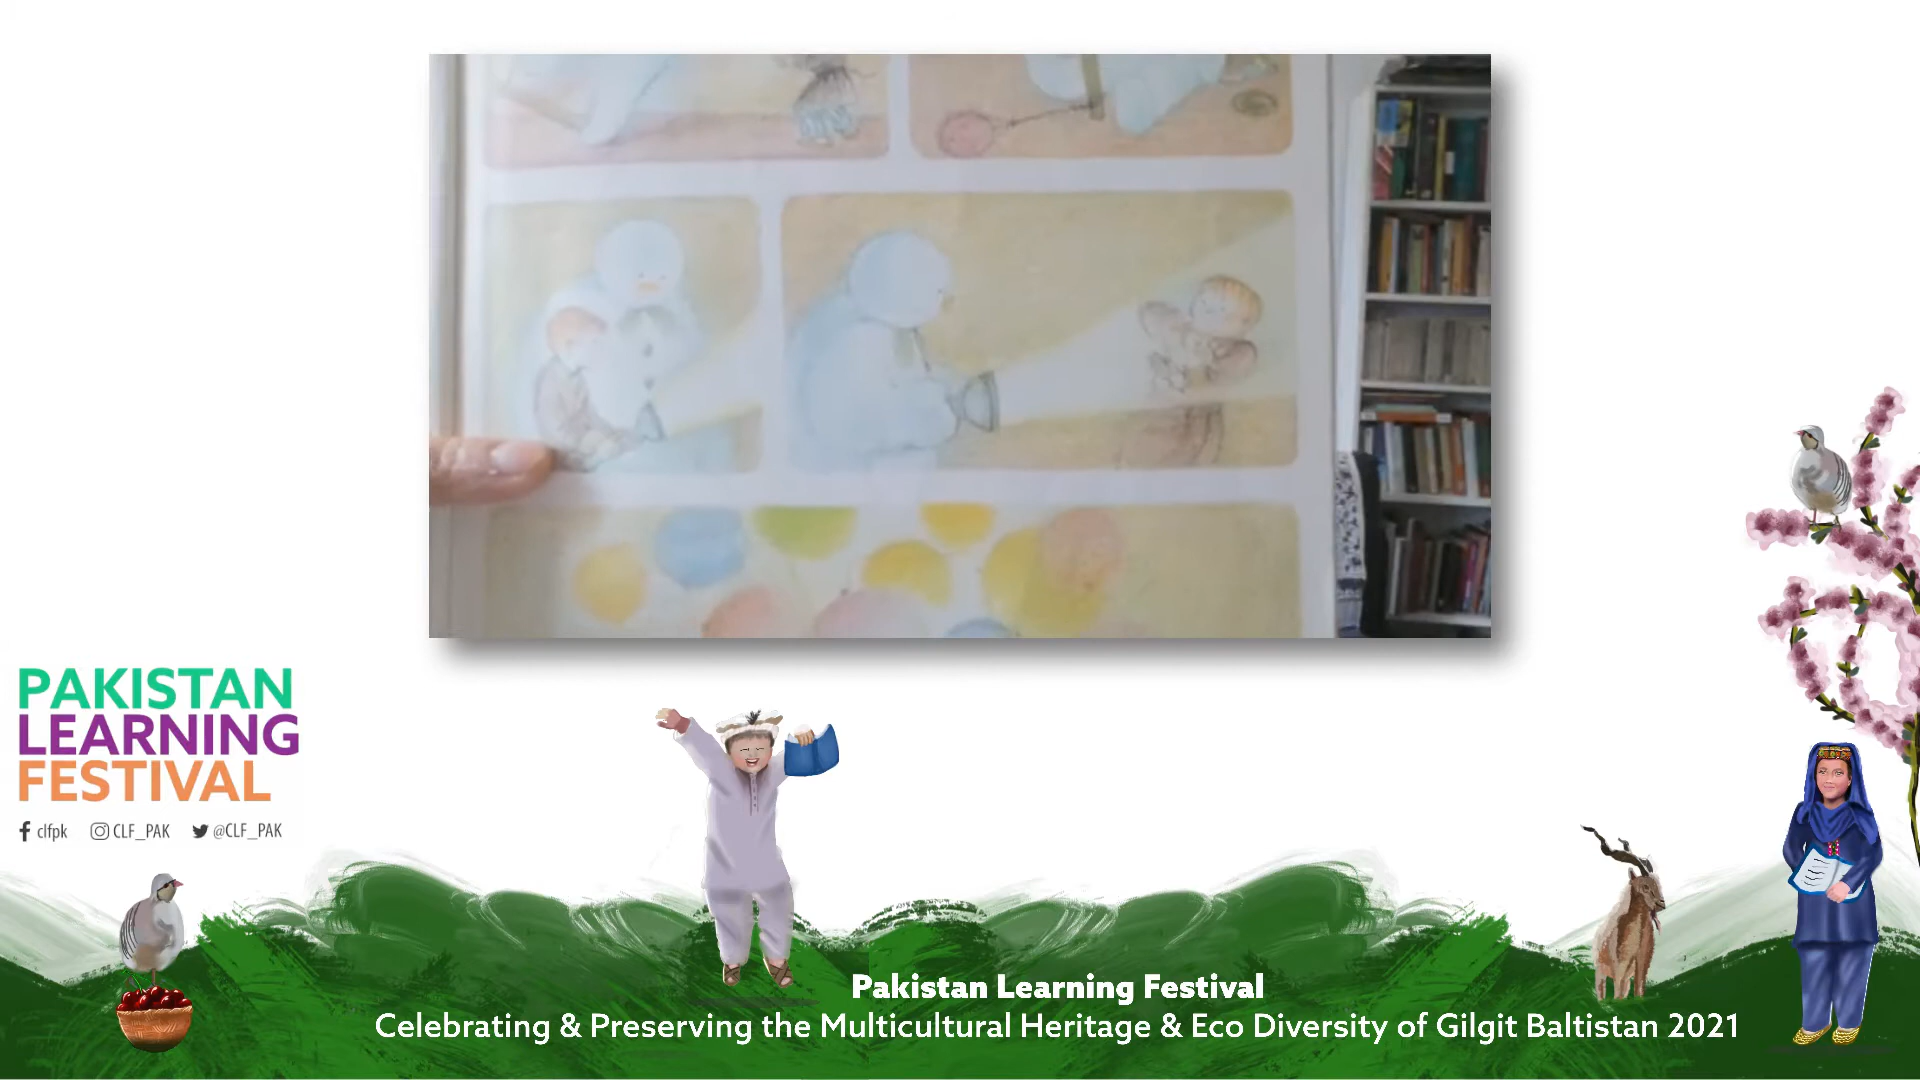 PAKISTAN
LEARNING
FESTIVAL
clfpk CLF_PAK @CLF_PAK
Pakistan Learning Festival
Celebrating & Preserving the Multicultural Heritage & Eco Diversity of Gilgit Baltistan 2021